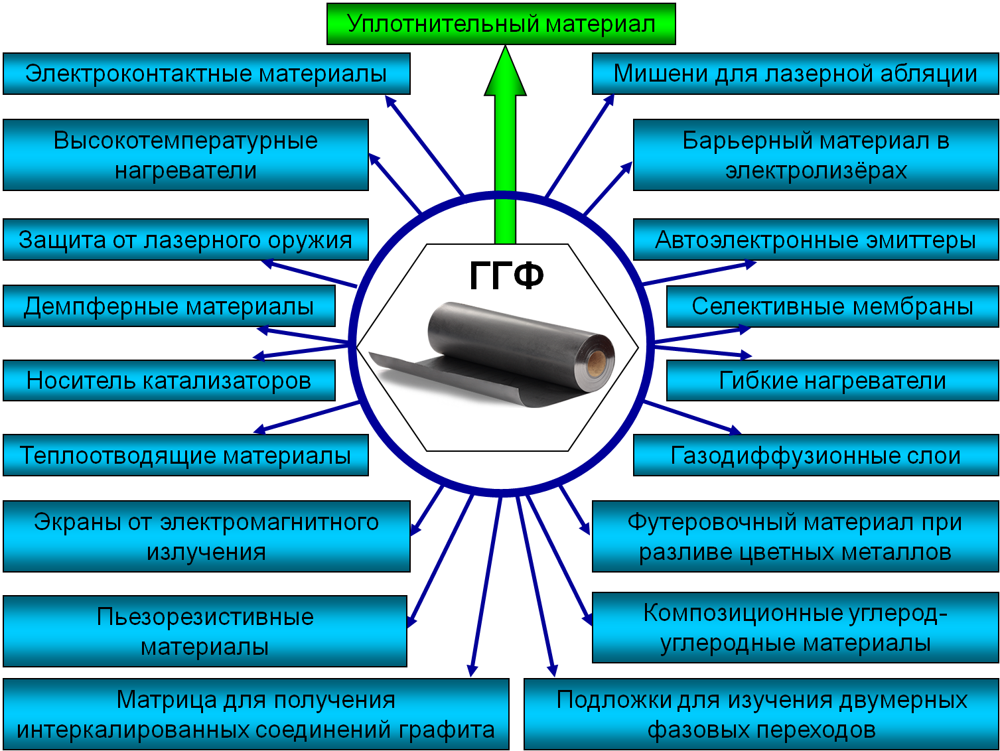 Уплотнительный материал
Электроконтактные материалы
Мишени для лазерной абляции
Высокотемпературные
нагреватели
Барьерный материал в
электролизёрах
Защита от лазерного оружия
Автоэлектронные эмиттеры
ГГФ
Демпферные материалы
Селективные мембраны
Носитель катализаторов
Гибкие нагреватели
Теплоотводящие материалы
Газодиффузионные слои
Экраны от электромагнитного
излучения
Футеровочный материал при
разливе цветных металлов
Пьезорезистивные
материалы
Композиционные углерод-
углеродные материалы
Матрица для получения
интеркалированных соединений графита
Подложки для изучения двумерных
фазовых переходов